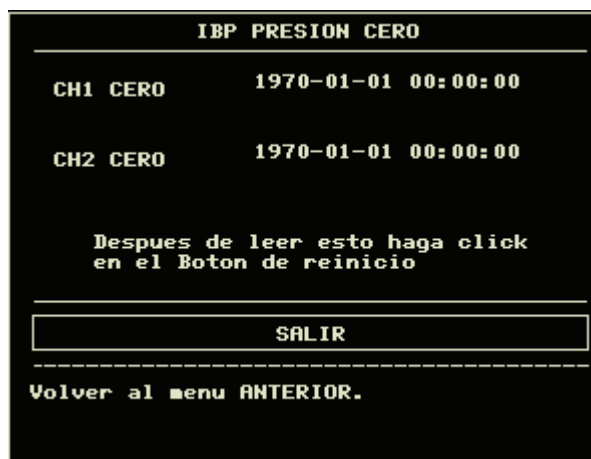 IBP PRESION CERO
CH1 CERO 1970-01-01 00:00:00
CH2 CERO 1970-01-01 00:00:00
Despues de leer esto haga click
en el Boton de reinicio
SALIR
Volver al menu ANTERIOR.